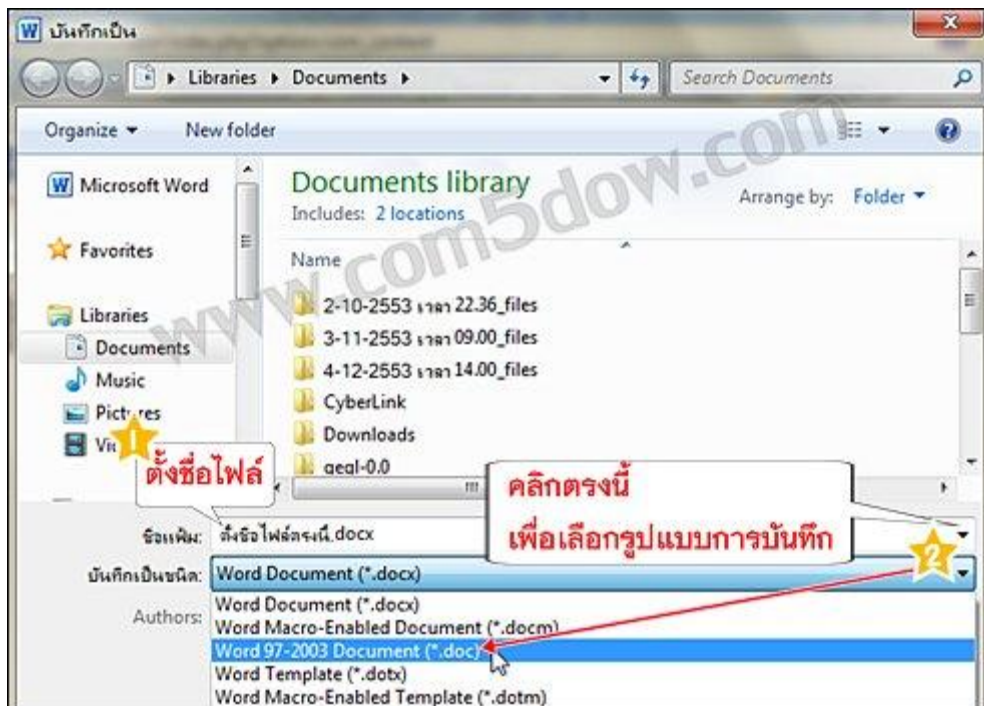 บันทึกเป็น
Libraries ▸ Documents ▸
Search Documents
Organize
New folder
Microsoft Word
Favorites
Libraries
Documents
Music
Pictures
Documents library
Includes: 2 locations
Arrange by: Folder
Name
2-10-2553 เวลา 22.36_files
3-11-2553 เวลา 09.00_files
4-12-2553 เวลา 14.00_files
CyberLink
Downloads
gegl-0.0
www.com5dow.com
1
ตั้งชื่อไฟล์
คลิกตรงนี้
เพื่อเลือกรูปแบบการบันทึก
2
ชื่อแฟ้ม: ตั้งชื่อไฟล์ตรงนี้.docx
บันทึกเป็นชนิด: Word Document (*.docx)
Authors:
Word Document (*.docx)
Word Macro-Enabled Document (*.docm)
Word 97-2003 Document (*.doc)
Word Template (*.dotx)
Word Macro-Enabled Template (*.dotm)